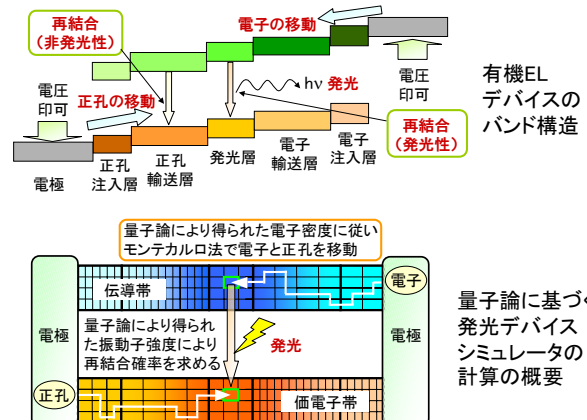 再結合
(非発光性)
電子の移動
電圧
印可
正孔の移動
hν 発光
電圧
印可
再結合
(発光性)
有機EL
デバイスの
バンド構造
電極
正孔
注入層
正孔
輸送層
発光層
電子
輸送層
電子
注入層
量子論により得られた電子密度に従い
モンテカルロ法で電子と正孔を移動
伝導帯
電子
電極
量子論により得られ
た振動子強度により
再結合確率を求める
発光
電極
正孔
価電子帯
量子論に基づく
発光デバイス
シミュレータの
計算の概要